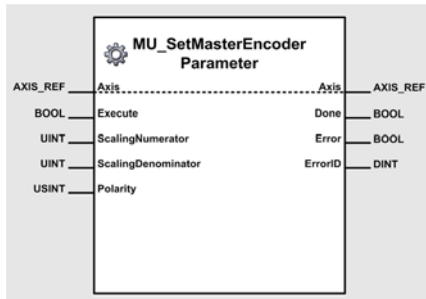 MU_SetMasterEncoder
Parameter
AXIS_REF Axis Axis AXIS_REF
BOOL Execute Done BOOL
UINT ScalingNumerator Error BOOL
UINT ScalingDenominator ErrorID DINT
USINT Polarity